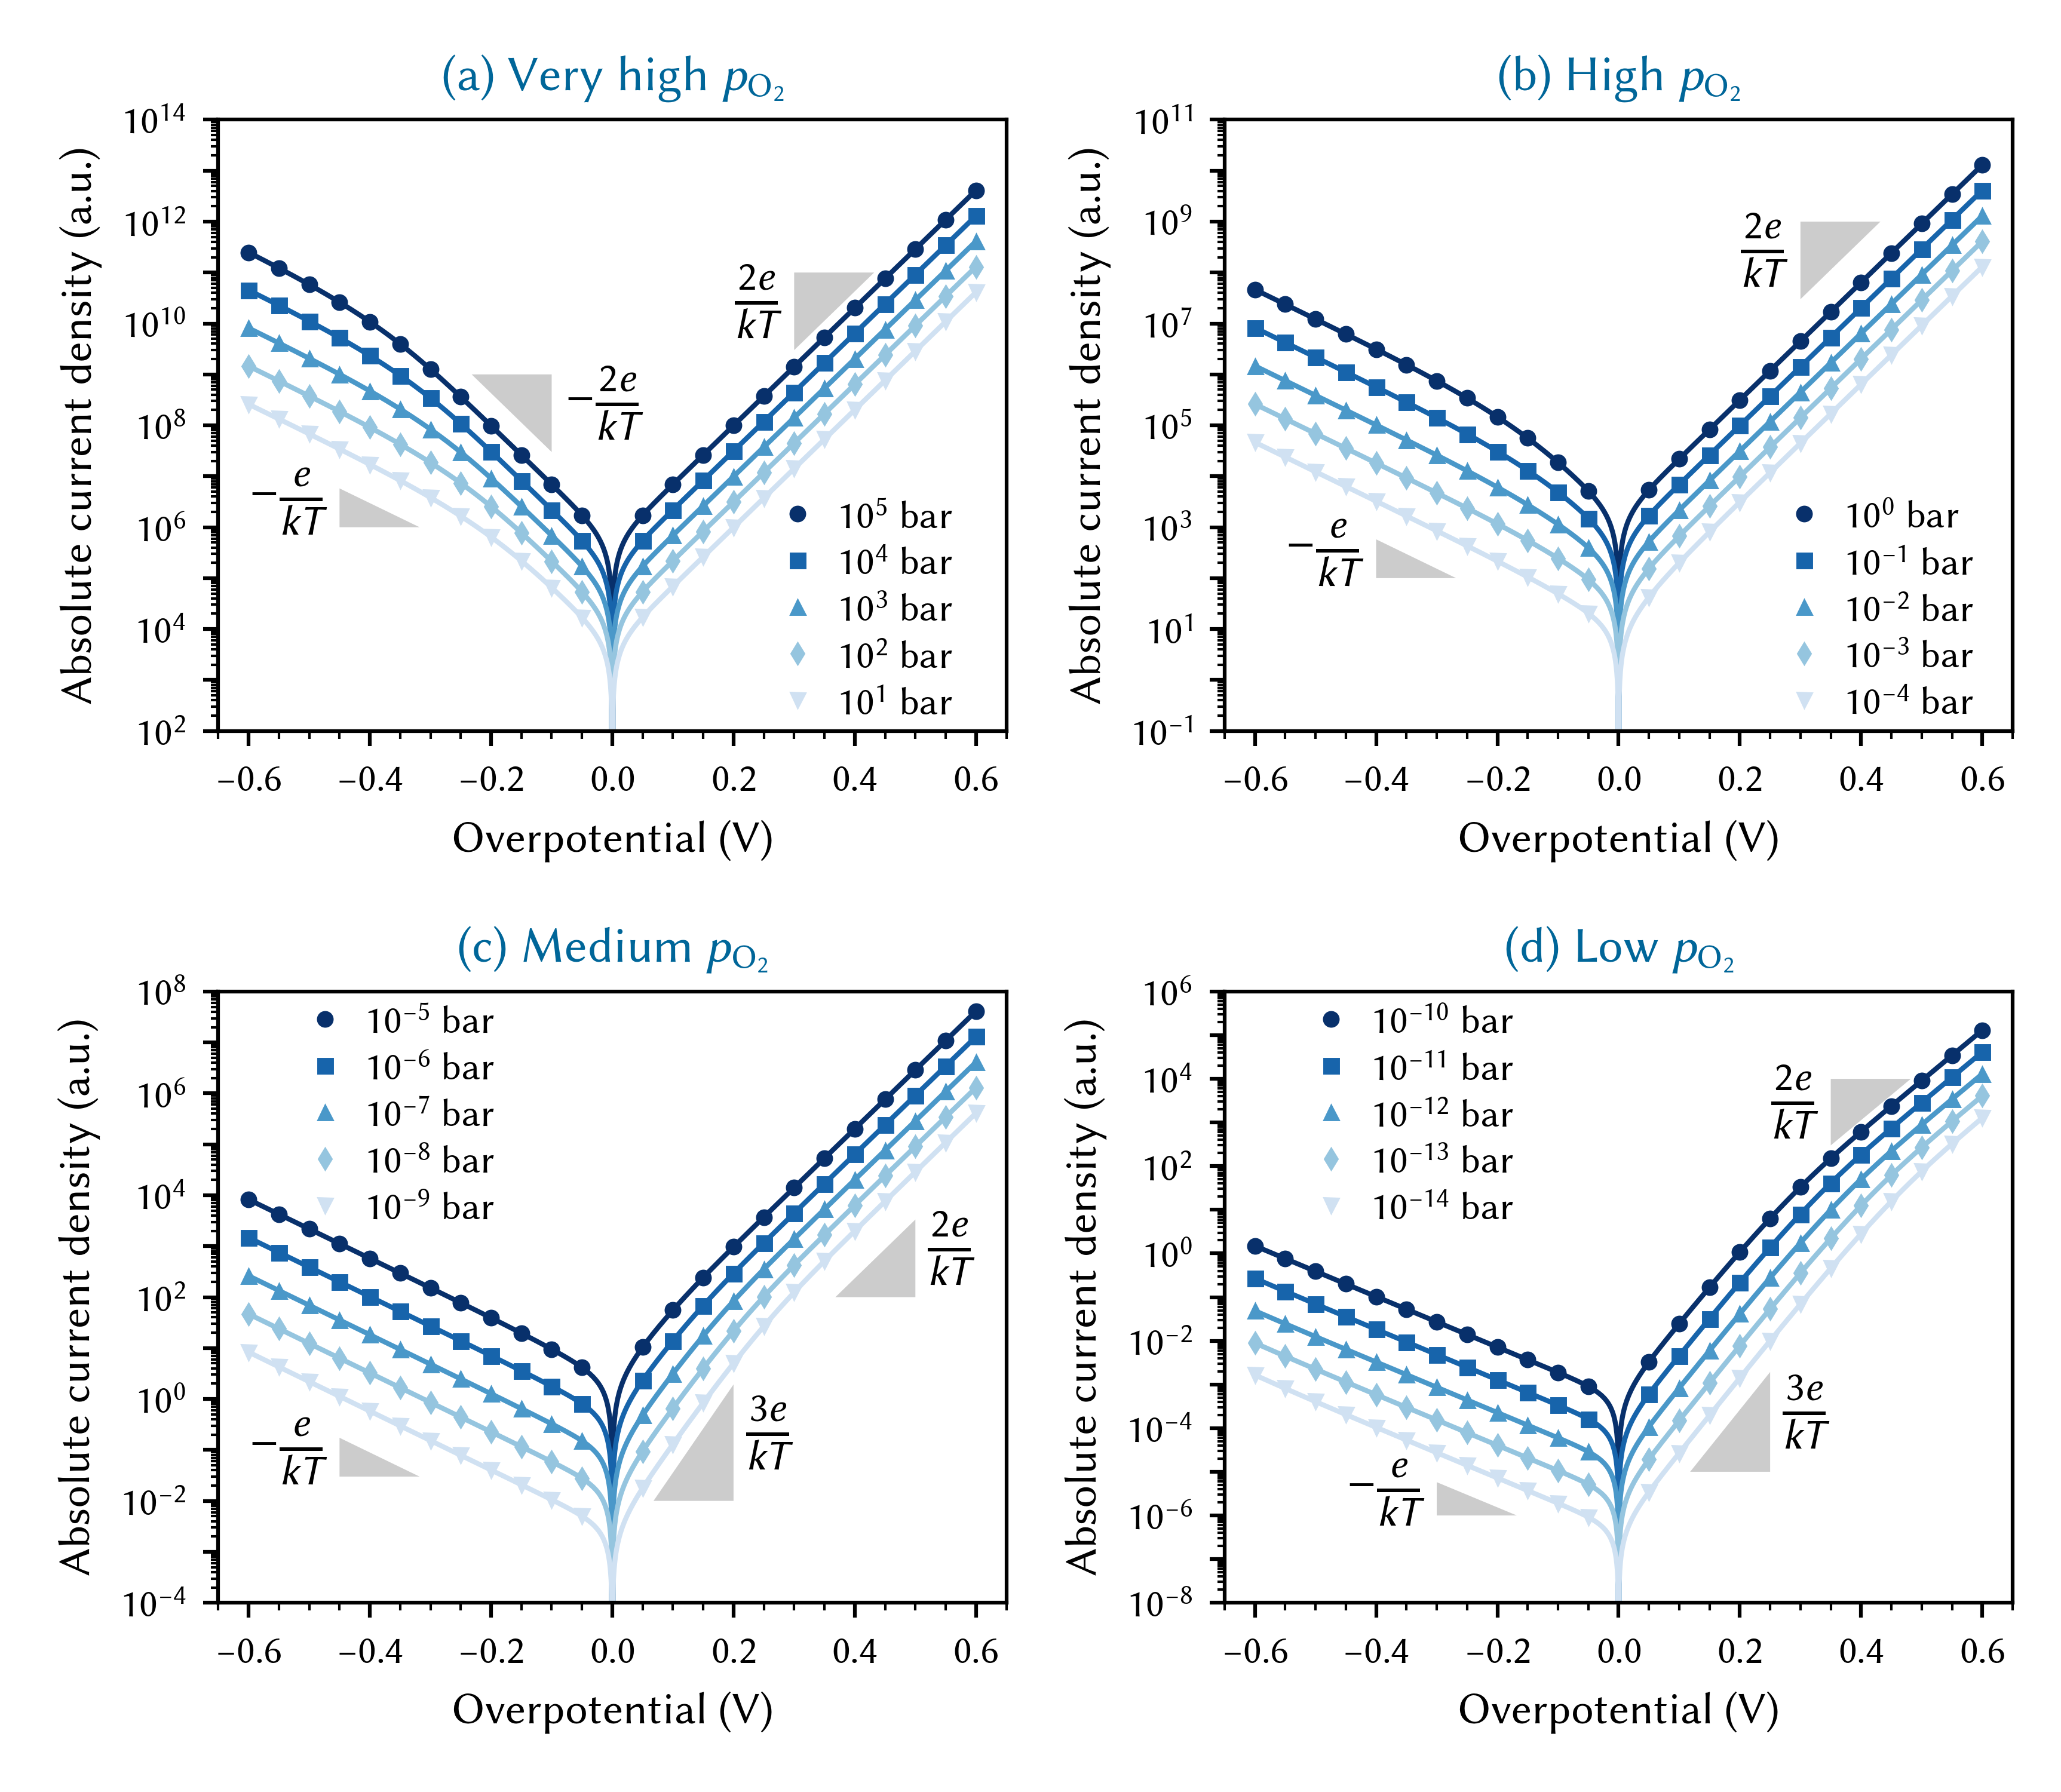 (a) Very high pO₂
Absolute current density (a.u.)
10¹⁴
10¹²
10¹⁰
10⁸
10⁶
10⁴
10²
2e
kT
−2e
kT
−e
kT
10⁵ bar
10⁴ bar
10³ bar
10² bar
10¹ bar
−0.6 −0.4 −0.2 0.0 0.2 0.4 0.6
Overpotential (V)
(b) High pO₂
Absolute current density (a.u.)
10¹¹
10⁹
10⁷
10⁵
10³
10¹
10⁻¹
2e
kT
−e
kT
10⁰ bar
10⁻¹ bar
10⁻² bar
10⁻³ bar
10⁻⁴ bar
−0.6 −0.4 −0.2 0.0 0.2 0.4 0.6
Overpotential (V)
(c) Medium pO₂
Absolute current density (a.u.)
10⁸
10⁶
10⁴
10²
10⁰
10⁻²
10⁻⁴
10⁻⁵ bar
10⁻⁶ bar
10⁻⁷ bar
10⁻⁸ bar
10⁻⁹ bar
2e
kT
3e
kT
−e
kT
−0.6 −0.4 −0.2 0.0 0.2 0.4 0.6
Overpotential (V)
(d) Low pO₂
Absolute current density (a.u.)
10⁶
10⁴
10²
10⁰
10⁻²
10⁻⁴
10⁻⁶
10⁻⁸
10⁻¹⁰ bar
10⁻¹¹ bar
10⁻¹² bar
10⁻¹³ bar
10⁻¹⁴ bar
2e
kT
3e
kT
−e
kT
−0.6 −0.4 −0.2 0.0 0.2 0.4 0.6
Overpotential (V)